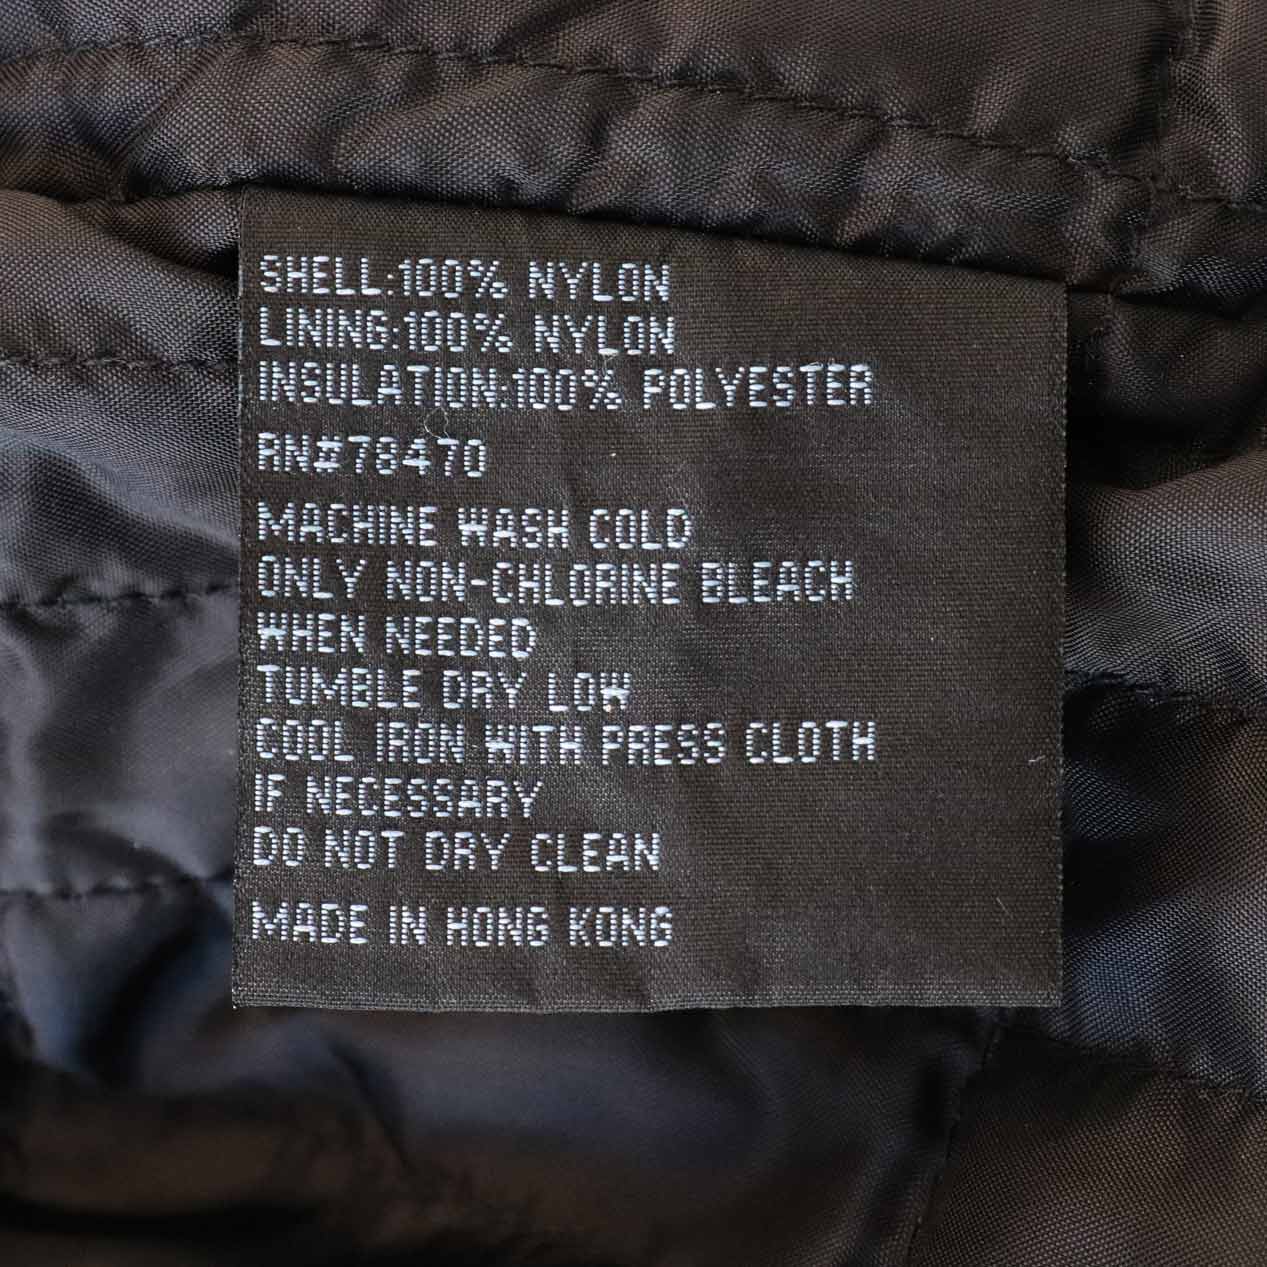 SHELL:100% NYLON
LINING:100% NYLON
INSULATION:100% POLYESTER
RN#78470
MACHINE WASH COLD
ONLY NON-CHLORINE BLEACH
WHEN NEEDED
TUMBLE DRY LOW
COOL IRON WITH PRESS CLOTH
IF NECESSARY
DO NOT DRY CLEAN
MADE IN HONG KONG